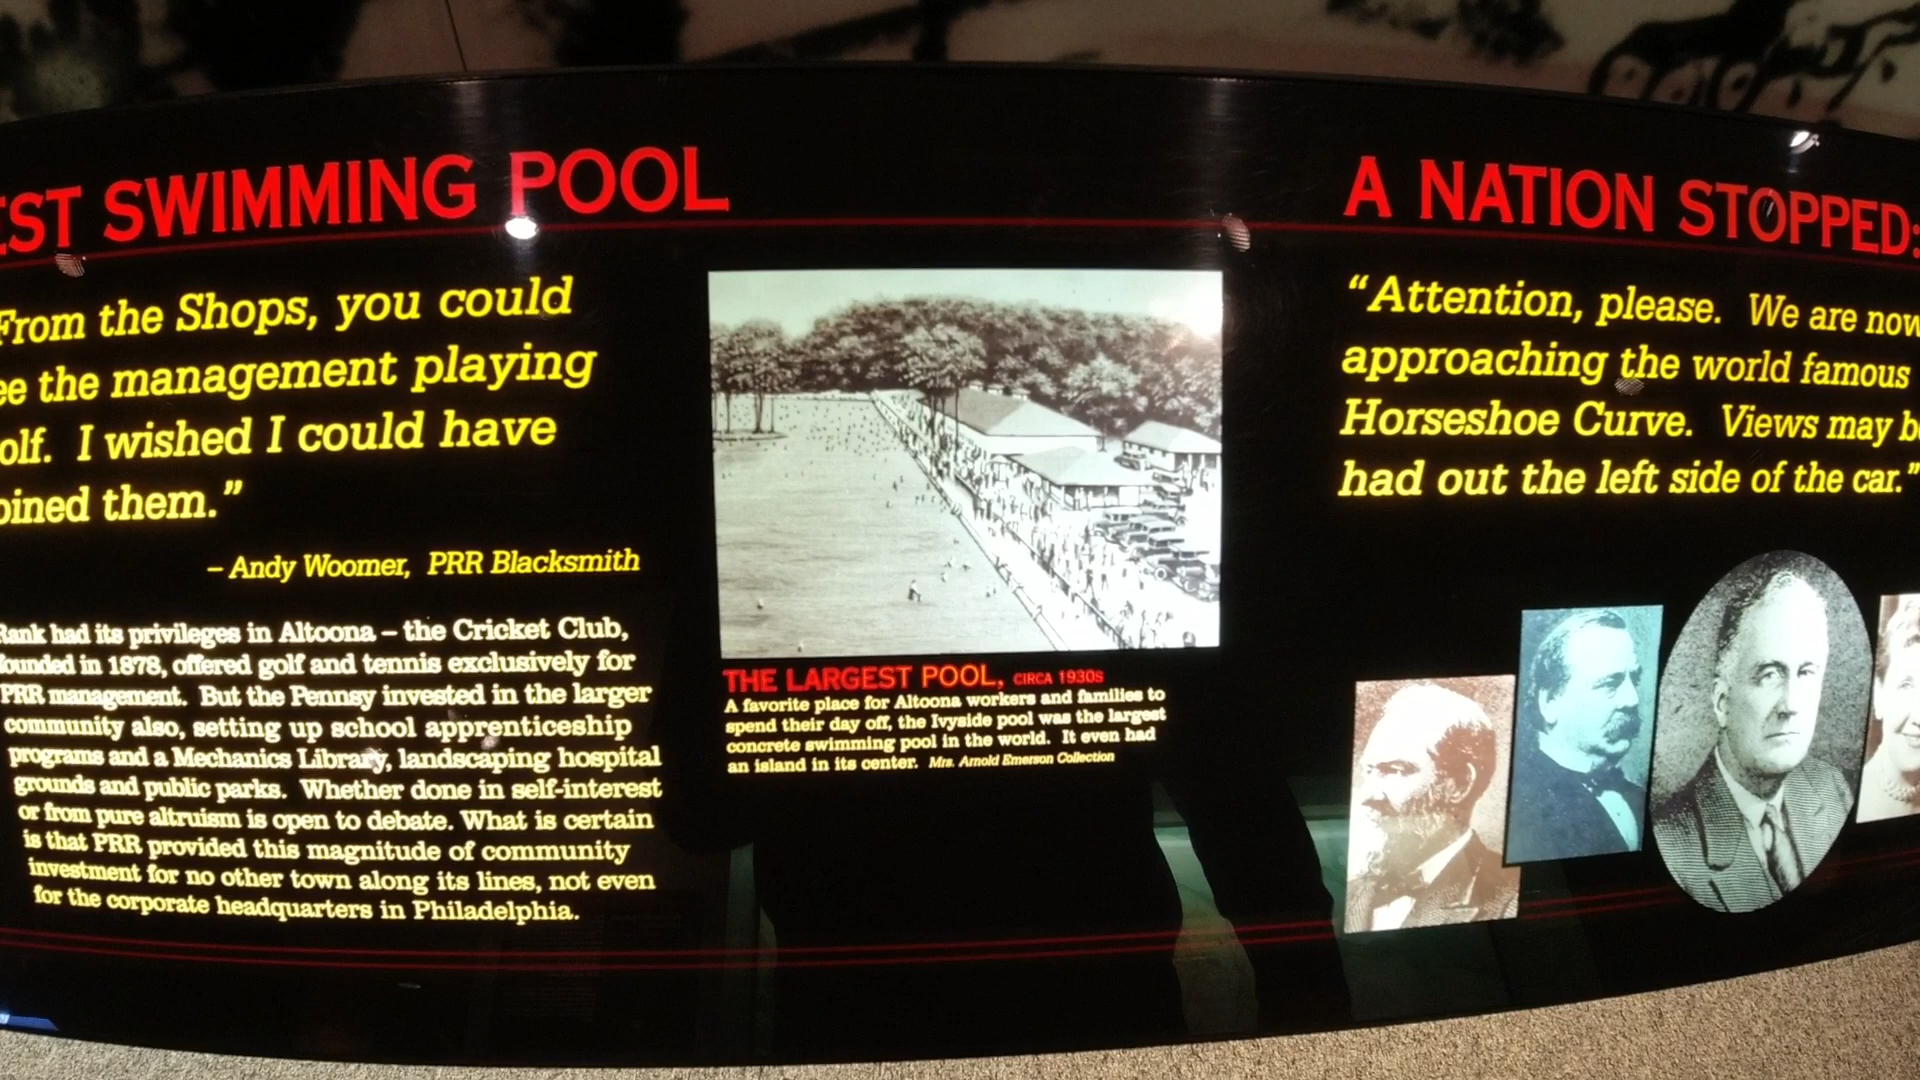 EST SWIMMING POOL
From the Shops, you could
ee the management playing
olf. I wished I could have
oined them.”
– Andy Woomer, PRR Blacksmith
Rank had its privileges in Altoona – the Cricket Club,
founded in 1878, offered golf and tennis exclusively for
PRR management. But the Pennsy invested in the larger
community also, setting up school apprenticeship
programs and a Mechanics Library, landscaping hospital
grounds and public parks. Whether done in self-interest
or from pure altruism is open to debate. What is certain
is that PRR provided this magnitude of community
investment for no other town along its lines, not even
for the corporate headquarters in Philadelphia.
THE LARGEST POOL, CIRCA 1930S
A favorite place for Altoona workers and families to
spend their day off, the Ivyside pool was the largest
concrete swimming pool in the world. It even had
an island in its center. Mrs. Arnold Emerson Collection
A NATION STOPPED:
“Attention, please. We are now
approaching the world famous
Horseshoe Curve. Views may b
had out the left side of the car.”